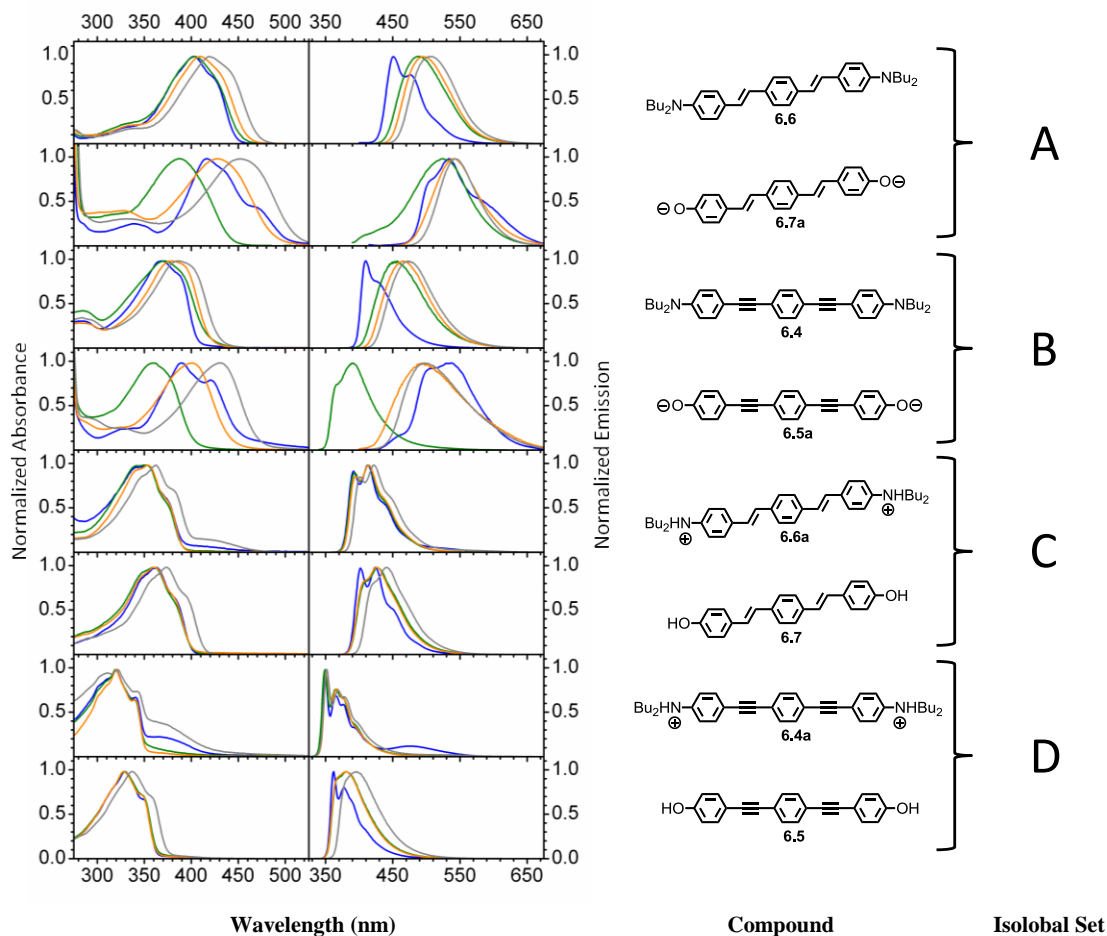 300 350 400 450 500 350 450 550 650
1.0 1.0
0.5 0.5
NBu2
Bu2N
6.6
A
1.0 1.0
0.5 0.5
O⊖
⊖O
6.7a
1.0 1.0
0.5 0.5
Bu2N NBu2
6.4
B
1.0 1.0
0.5 0.5
⊖O O⊖
6.5a
Normalized Absorbance
Normalized Emission
1.0 1.0
0.5 0.5
NHBu2
⊕
Bu2HN
⊕
6.6a
C
1.0 1.0
0.5 0.5
OH
HO
6.7
1.0 1.0
0.5 0.5
Bu2HN NHBu2
⊕ ⊕
6.4a
D
1.0 1.0
0.5 0.5
HO OH
6.5
0.0 0.0
300 350 400 450 500 350 450 550 650
Wavelength (nm) Compound Isolobal Set